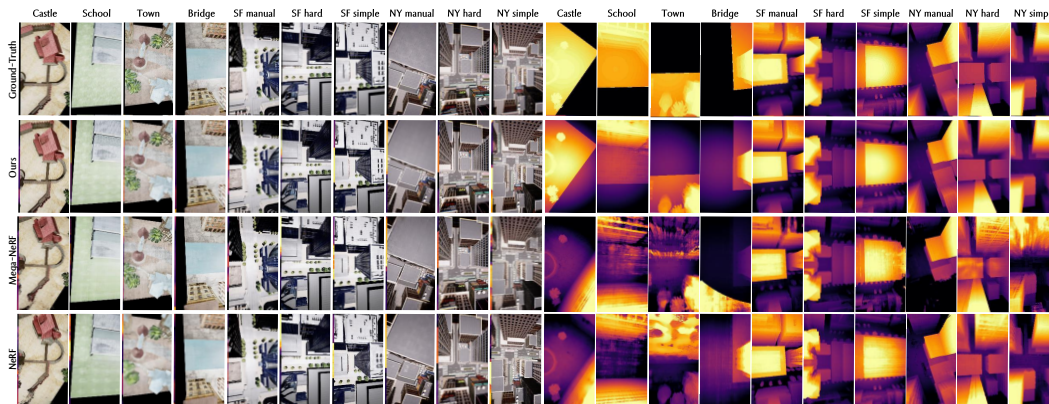 Castle School Town Bridge SF manual SF hard SF simple NY manual NY hard NY simple Castle School Town Bridge SF manual SF hard SF simple NY manual NY hard NY simp
Ground-Truth
Ours
Mega-NeRF
NeRF